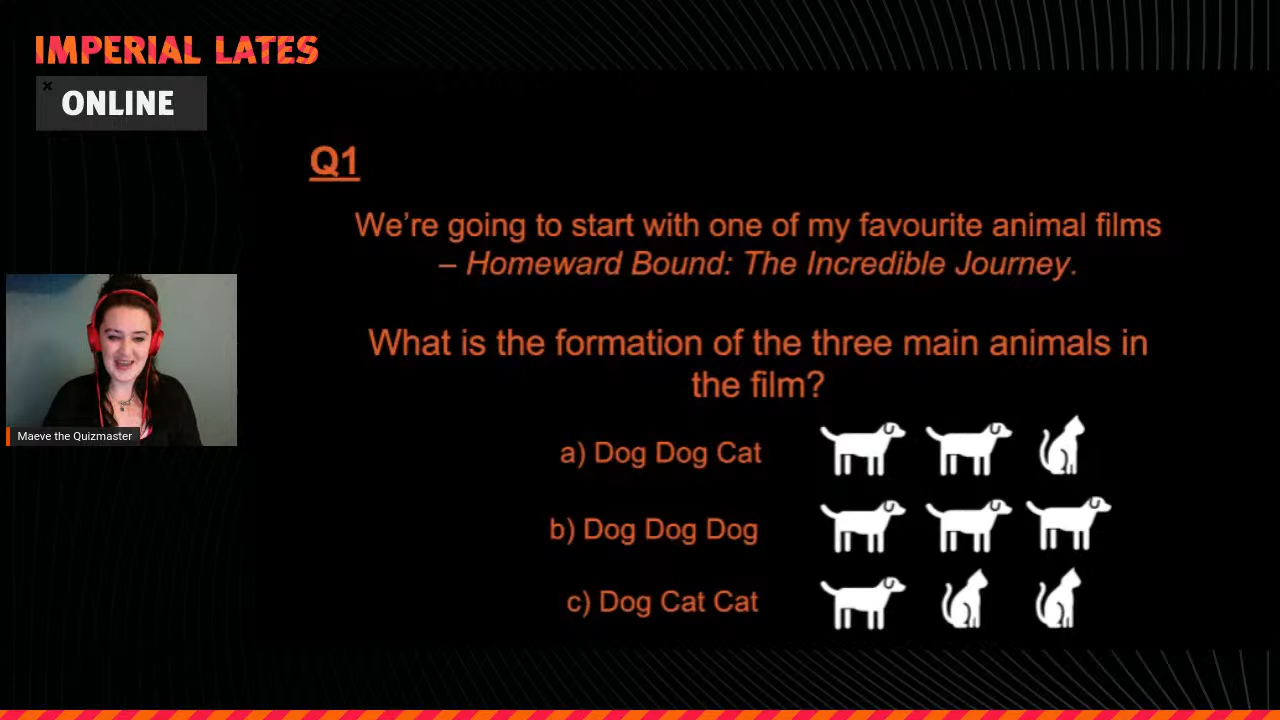 IMPERIAL LATES
ONLINE
Q1
We're going to start with one of my favourite animal films
– Homeward Bound: The Incredible Journey.
What is the formation of the three main animals in
the film?
a) Dog Dog Cat
b) Dog Dog Dog
c) Dog Cat Cat
Maeve the Quizmaster